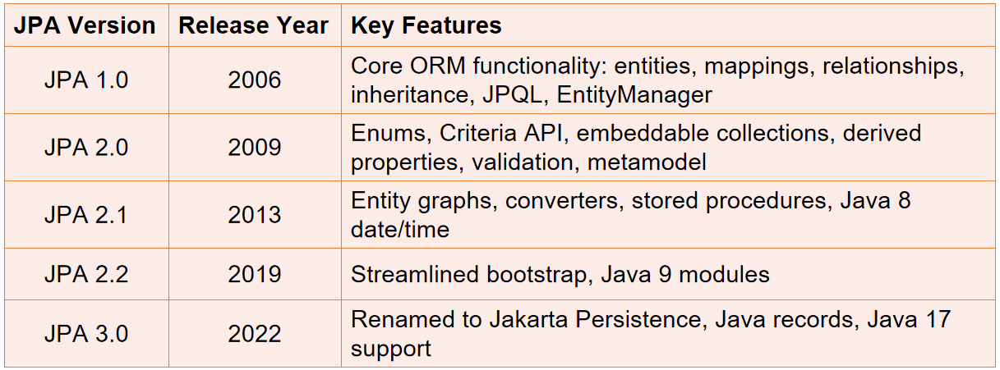 JPA Version Release Year Key Features
JPA 1.0 2006 Core ORM functionality: entities, mappings, relationships,
inheritance, JPQL, EntityManager
JPA 2.0 2009 Enums, Criteria API, embeddable collections, derived
properties, validation, metamodel
JPA 2.1 2013 Entity graphs, converters, stored procedures, Java 8
date/time
JPA 2.2 2019 Streamlined bootstrap, Java 9 modules
JPA 3.0 2022 Renamed to Jakarta Persistence, Java records, Java 17
support